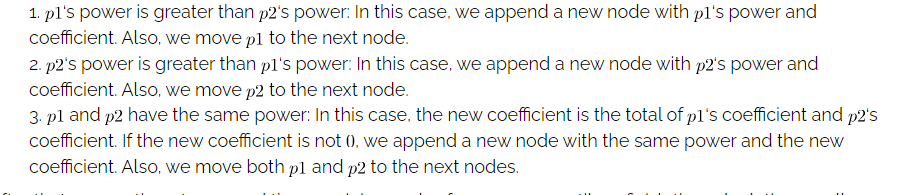 1. p1's power is greater than p2's power: In this case, we append a new node with p1's power and
coefficient. Also, we move p1 to the next node.
2. p2's power is greater than p1's power: In this case, we append a new node with p2's power and
coefficient. Also, we move p2 to the next node.
3. p1 and p2 have the same power: In this case, the new coefficient is the total of p1's coefficient and p2's
coefficient. If the new coefficient is not 0, we append a new node with the same power and the new
coefficient. Also, we move both p1 and p2 to the next nodes.